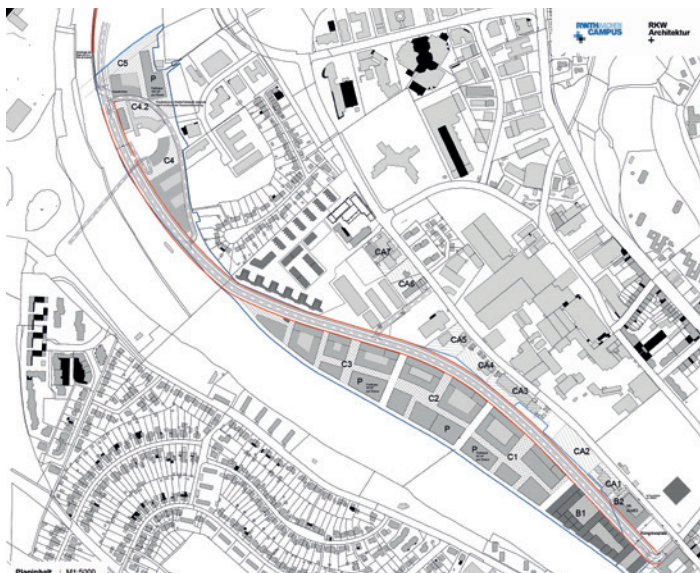 RWTH AACHEN
CAMPUS
RKW
Architektur
+
C5
P
C4.2
C4
CA7
CA6
CA5
CA4
CA3
C3
P
C2
P
P
C1
CA2
CA1
B2
B1
Planinhalt : M1:5000